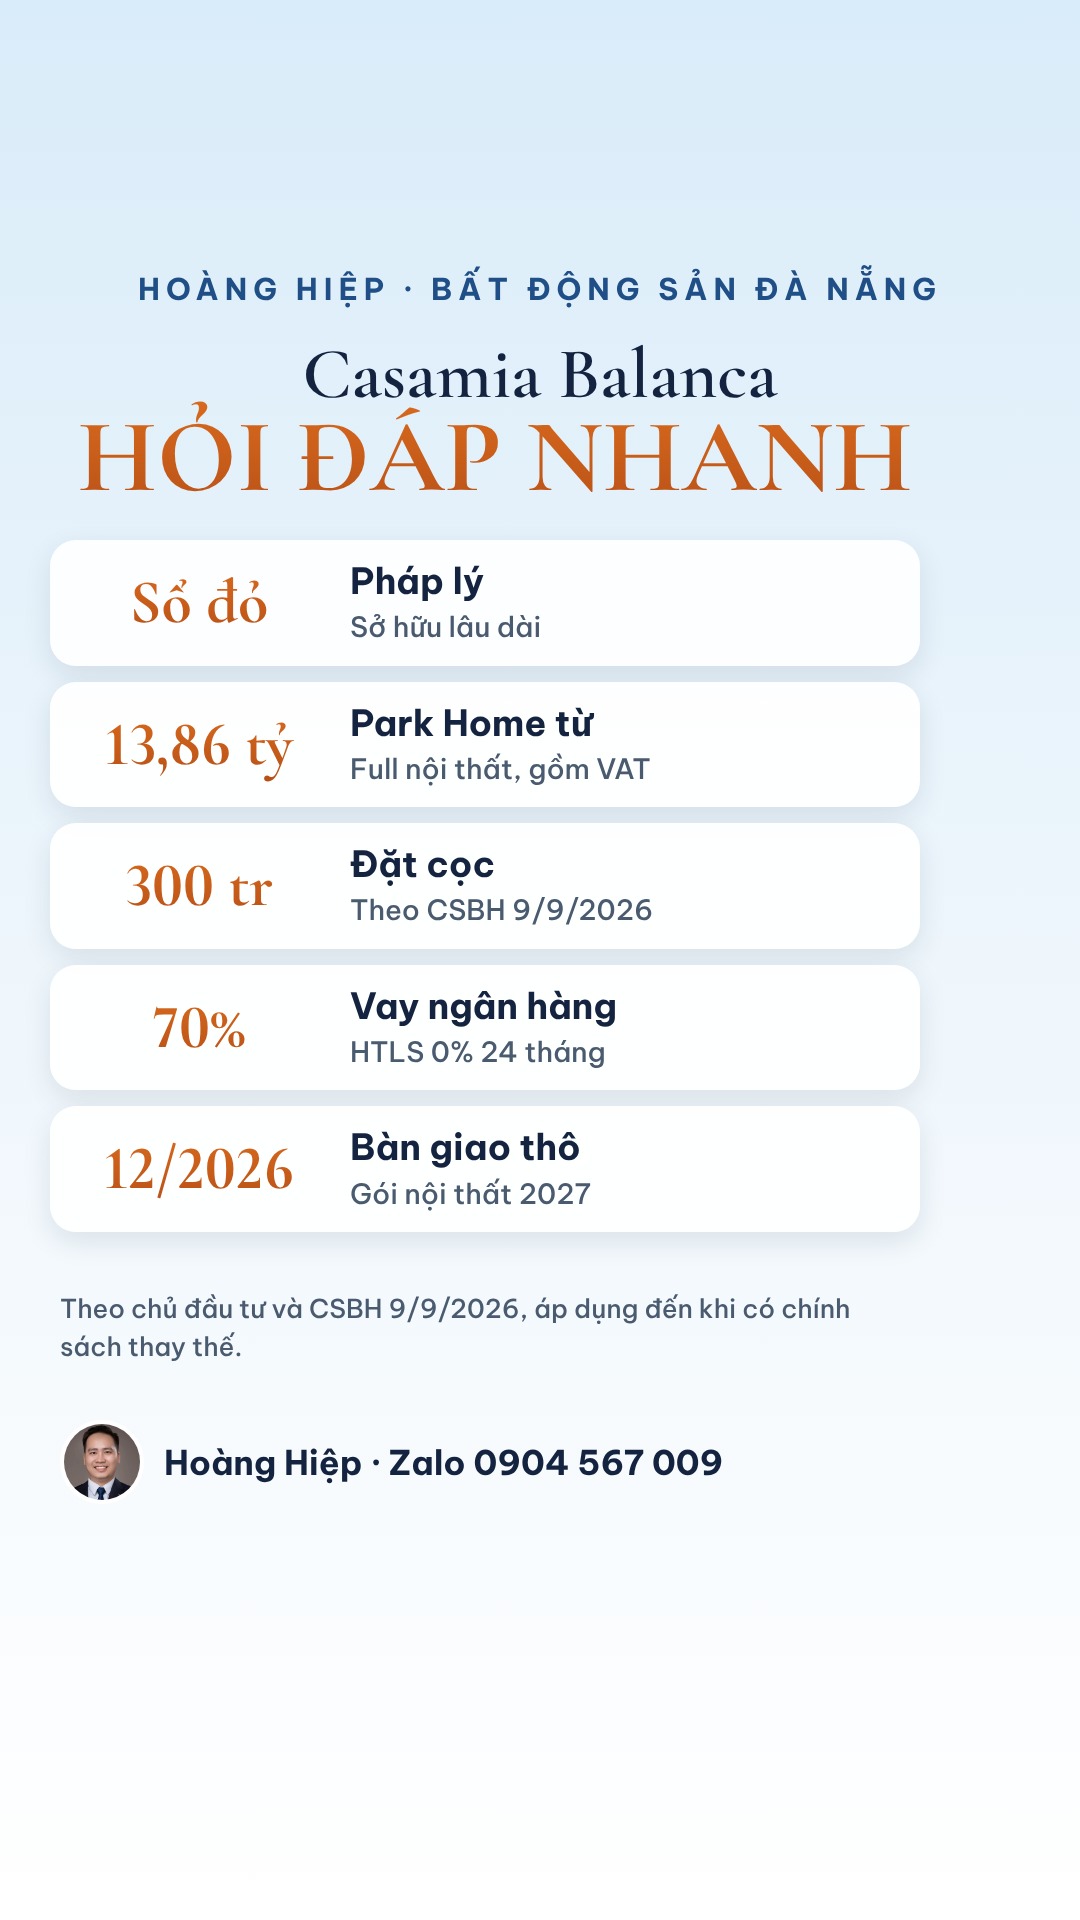 HOÀNG HIỆP · BẤT ĐỘNG SẢN ĐÀ NẴNG
Casamia Balanca
HỎI ĐÁP NHANH
Sổ đỏ
Pháp lý
Sở hữu lâu dài
13,86 tỷ
Park Home từ
Full nội thất, gồm VAT
300 tr
Đặt cọc
Theo CSBH 9/9/2026
70%
Vay ngân hàng
HTLS 0% 24 tháng
12/2026
Bàn giao thô
Gói nội thất 2027
Theo chủ đầu tư và CSBH 9/9/2026, áp dụng đến khi có chính
sách thay thế.
Hoàng Hiệp · Zalo 0904 567 009